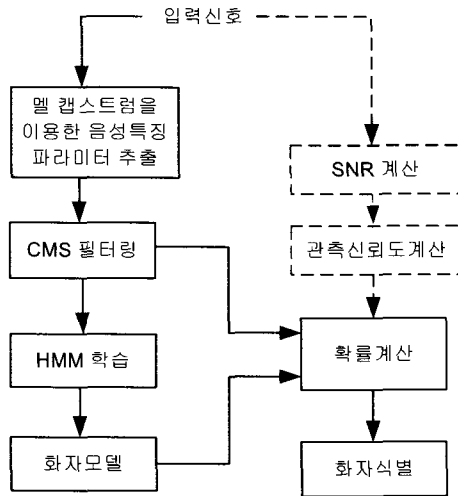 입력신호
멜 캡스트럼을
이용한 음성특징
파라미터 추출
SNR 계산
CMS 필터링
관측신뢰도계산
HMM 학습
확률계산
화자모델
화자식별